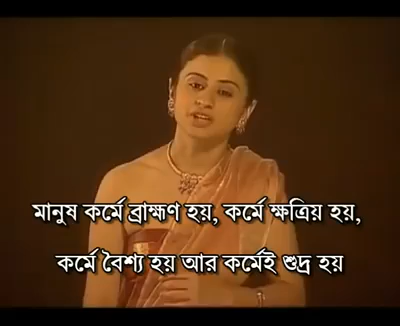 মানুষ কর্মে ব্রাহ্মণ হয়, কর্মে ক্ষত্রিয় হয়,
কর্মে বৈশ্য হয় আর কর্মেই শুদ্র হয়